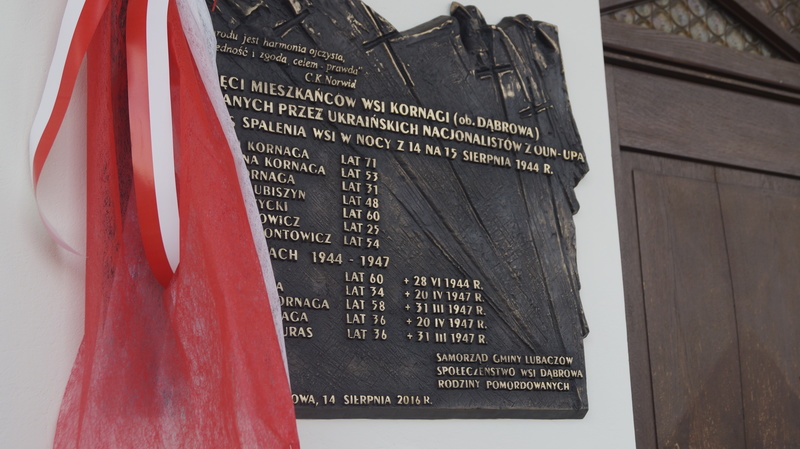 rodu jest harmonia ojczysta,
jedność i zgoda, celem - prawda"
C.K. Norwid
ĘCI MIESZKAŃCÓW WSI KORNAGI (ob. DĄBROWA)
ANYCH PRZEZ UKRAIŃSKICH NACJONALISTÓW Z OUN-UPA
S SPALENIA WSI W NOCY Z 14 NA 15 SIERPNIA 1944 R.
KORNAGA LAT 71
NA KORNAGA LAT 53
RNAGA LAT 31
UBISZYN LAT 48
YCKI LAT 60
OWICZ LAT 25
ONTOWICZ LAT 54
ACH 1944 - 1947
LAT 60 + 28 VI 1944 R.
A LAT 34 + 20 IV 1947 R.
ORNAGA LAT 58 + 31 III 1947 R.
AGA LAT 36 + 20 IV 1947 R.
URAS LAT 36 + 31 III 1947 R.
SAMORZĄD GMINY LUBACZÓW
SPOŁECZEŃSTWO WSI DĄBROWA
RODZINY POMORDOWANYCH
OWA, 14 SIERPNIA 2016 R.